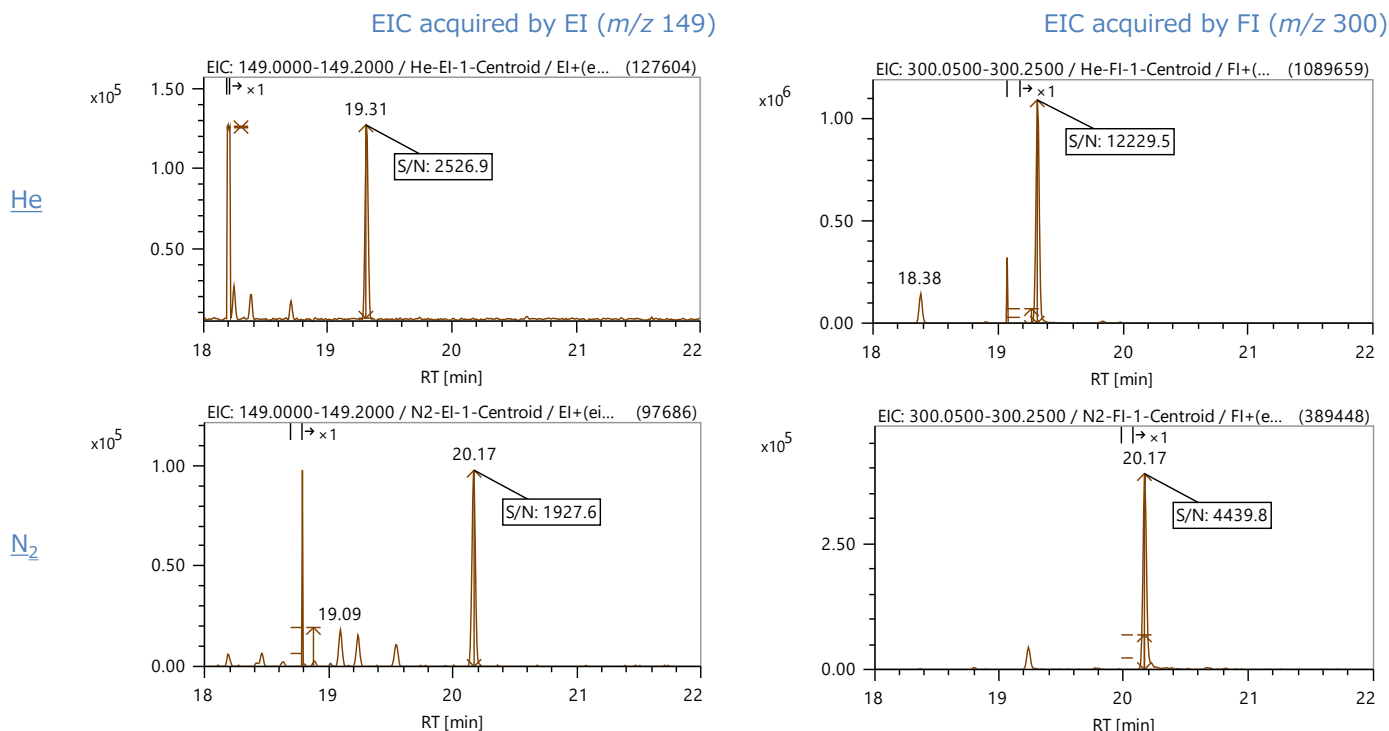 EIC acquired by EI (m/z 149)
EIC acquired by FI (m/z 300)
He
EIC: 149.0000-149.2000 / He-EI-1-Centroid / EI+(e... (127604)
x10^5
→ ×1
19.31
S/N: 2526.9
1.50
1.00
0.50
18 19 20 21 22
RT [min]
EIC: 300.0500-300.2500 / He-FI-1-Centroid / FI+(... (1089659)
x10^6
→ ×1
S/N: 12229.5
18.38
1.00
0.50
0.00
18 19 20 21 22
RT [min]
N₂
EIC: 149.0000-149.2000 / N2-EI-1-Centroid / EI+(ei... (97686)
x10^5
→ ×1
20.17
S/N: 1927.6
19.09
1.00
0.50
0.00
18 19 20 21 22
RT [min]
EIC: 300.0500-300.2500 / N2-FI-1-Centroid / FI+(e... (389448)
x10^5
→ ×1
20.17
S/N: 4439.8
2.50
0.00
18 19 20 21 22
RT [min]